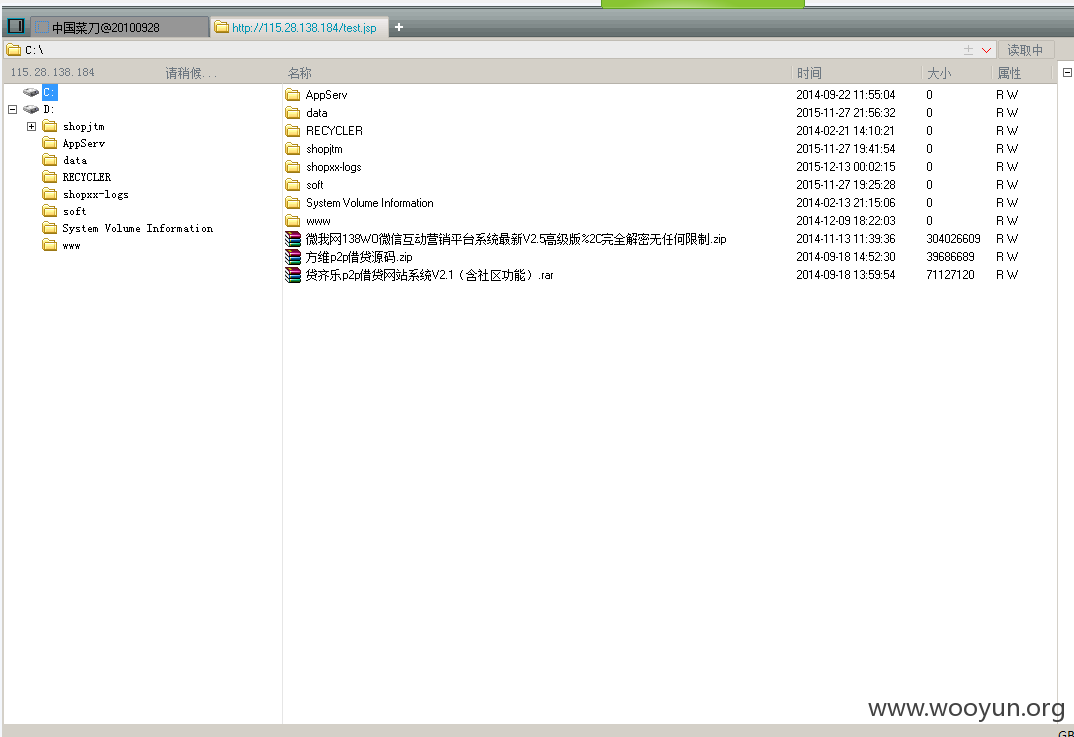 中国菜刀@20100928 http://115.28.138.184/test.jsp +
C:\ 读取中
115.28.138.184 请稍候... 名称 时间 大小 属性
C:
D:
shopjtm
AppServ
data
RECYCLER
shopxx-logs
soft
System Volume Information
www
AppServ 2014-09-22 11:55:04 0 R W
data 2015-11-27 21:56:32 0 R W
RECYCLER 2014-02-21 14:10:21 0 R W
shopjtm 2015-11-27 19:41:54 0 R W
shopxx-logs 2015-12-13 00:02:15 0 R W
soft 2015-11-27 19:25:28 0 R W
System Volume Information 2014-02-13 21:15:06 0 R W
www 2014-12-09 18:22:03 0 R W
微我网138WO微信互动营销平台系统最新V2.5高级版%2C完全解密无任何限制.zip 2014-11-13 11:39:36 304026609 R W
方维p2p借贷源码.zip 2014-09-18 14:52:30 39686689 R W
贷齐乐p2p借贷网站系统V2.1（含社区功能）.rar 2014-09-18 13:59:54 71127120 R W
www.wooyun.org